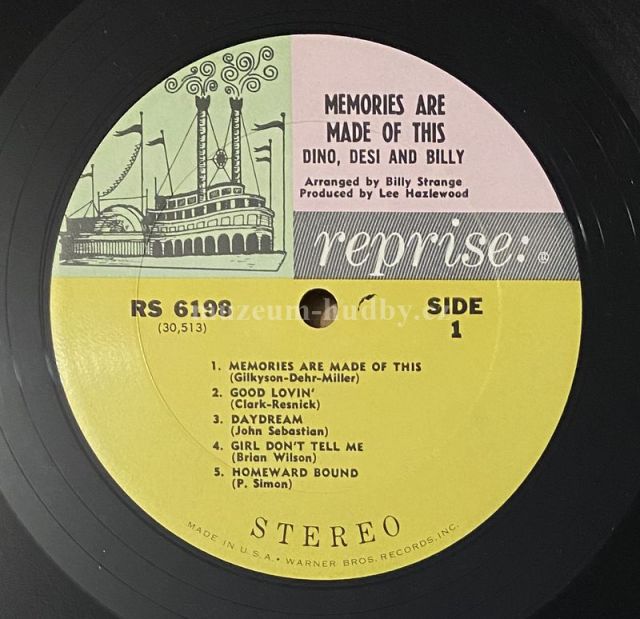 MEMORIES ARE
MADE OF THIS
DINO, DESI AND BILLY
Arranged by Billy Strange
Produced by Lee Hazlewood
reprise: ®
RS 6198
(30,513)
muzeum-hudby.cz
SIDE
1
1. MEMORIES ARE MADE OF THIS
(Gilkyson-Dehr-Miller)
2. GOOD LOVIN'
(Clark-Resnick)
3. DAYDREAM
(John Sebastian)
4. GIRL DON'T TELL ME
(Brian Wilson)
5. HOMEWARD BOUND
(P. Simon)
STEREO
MADE IN U.S.A. • WARNER BROS. RECORDS, INC.